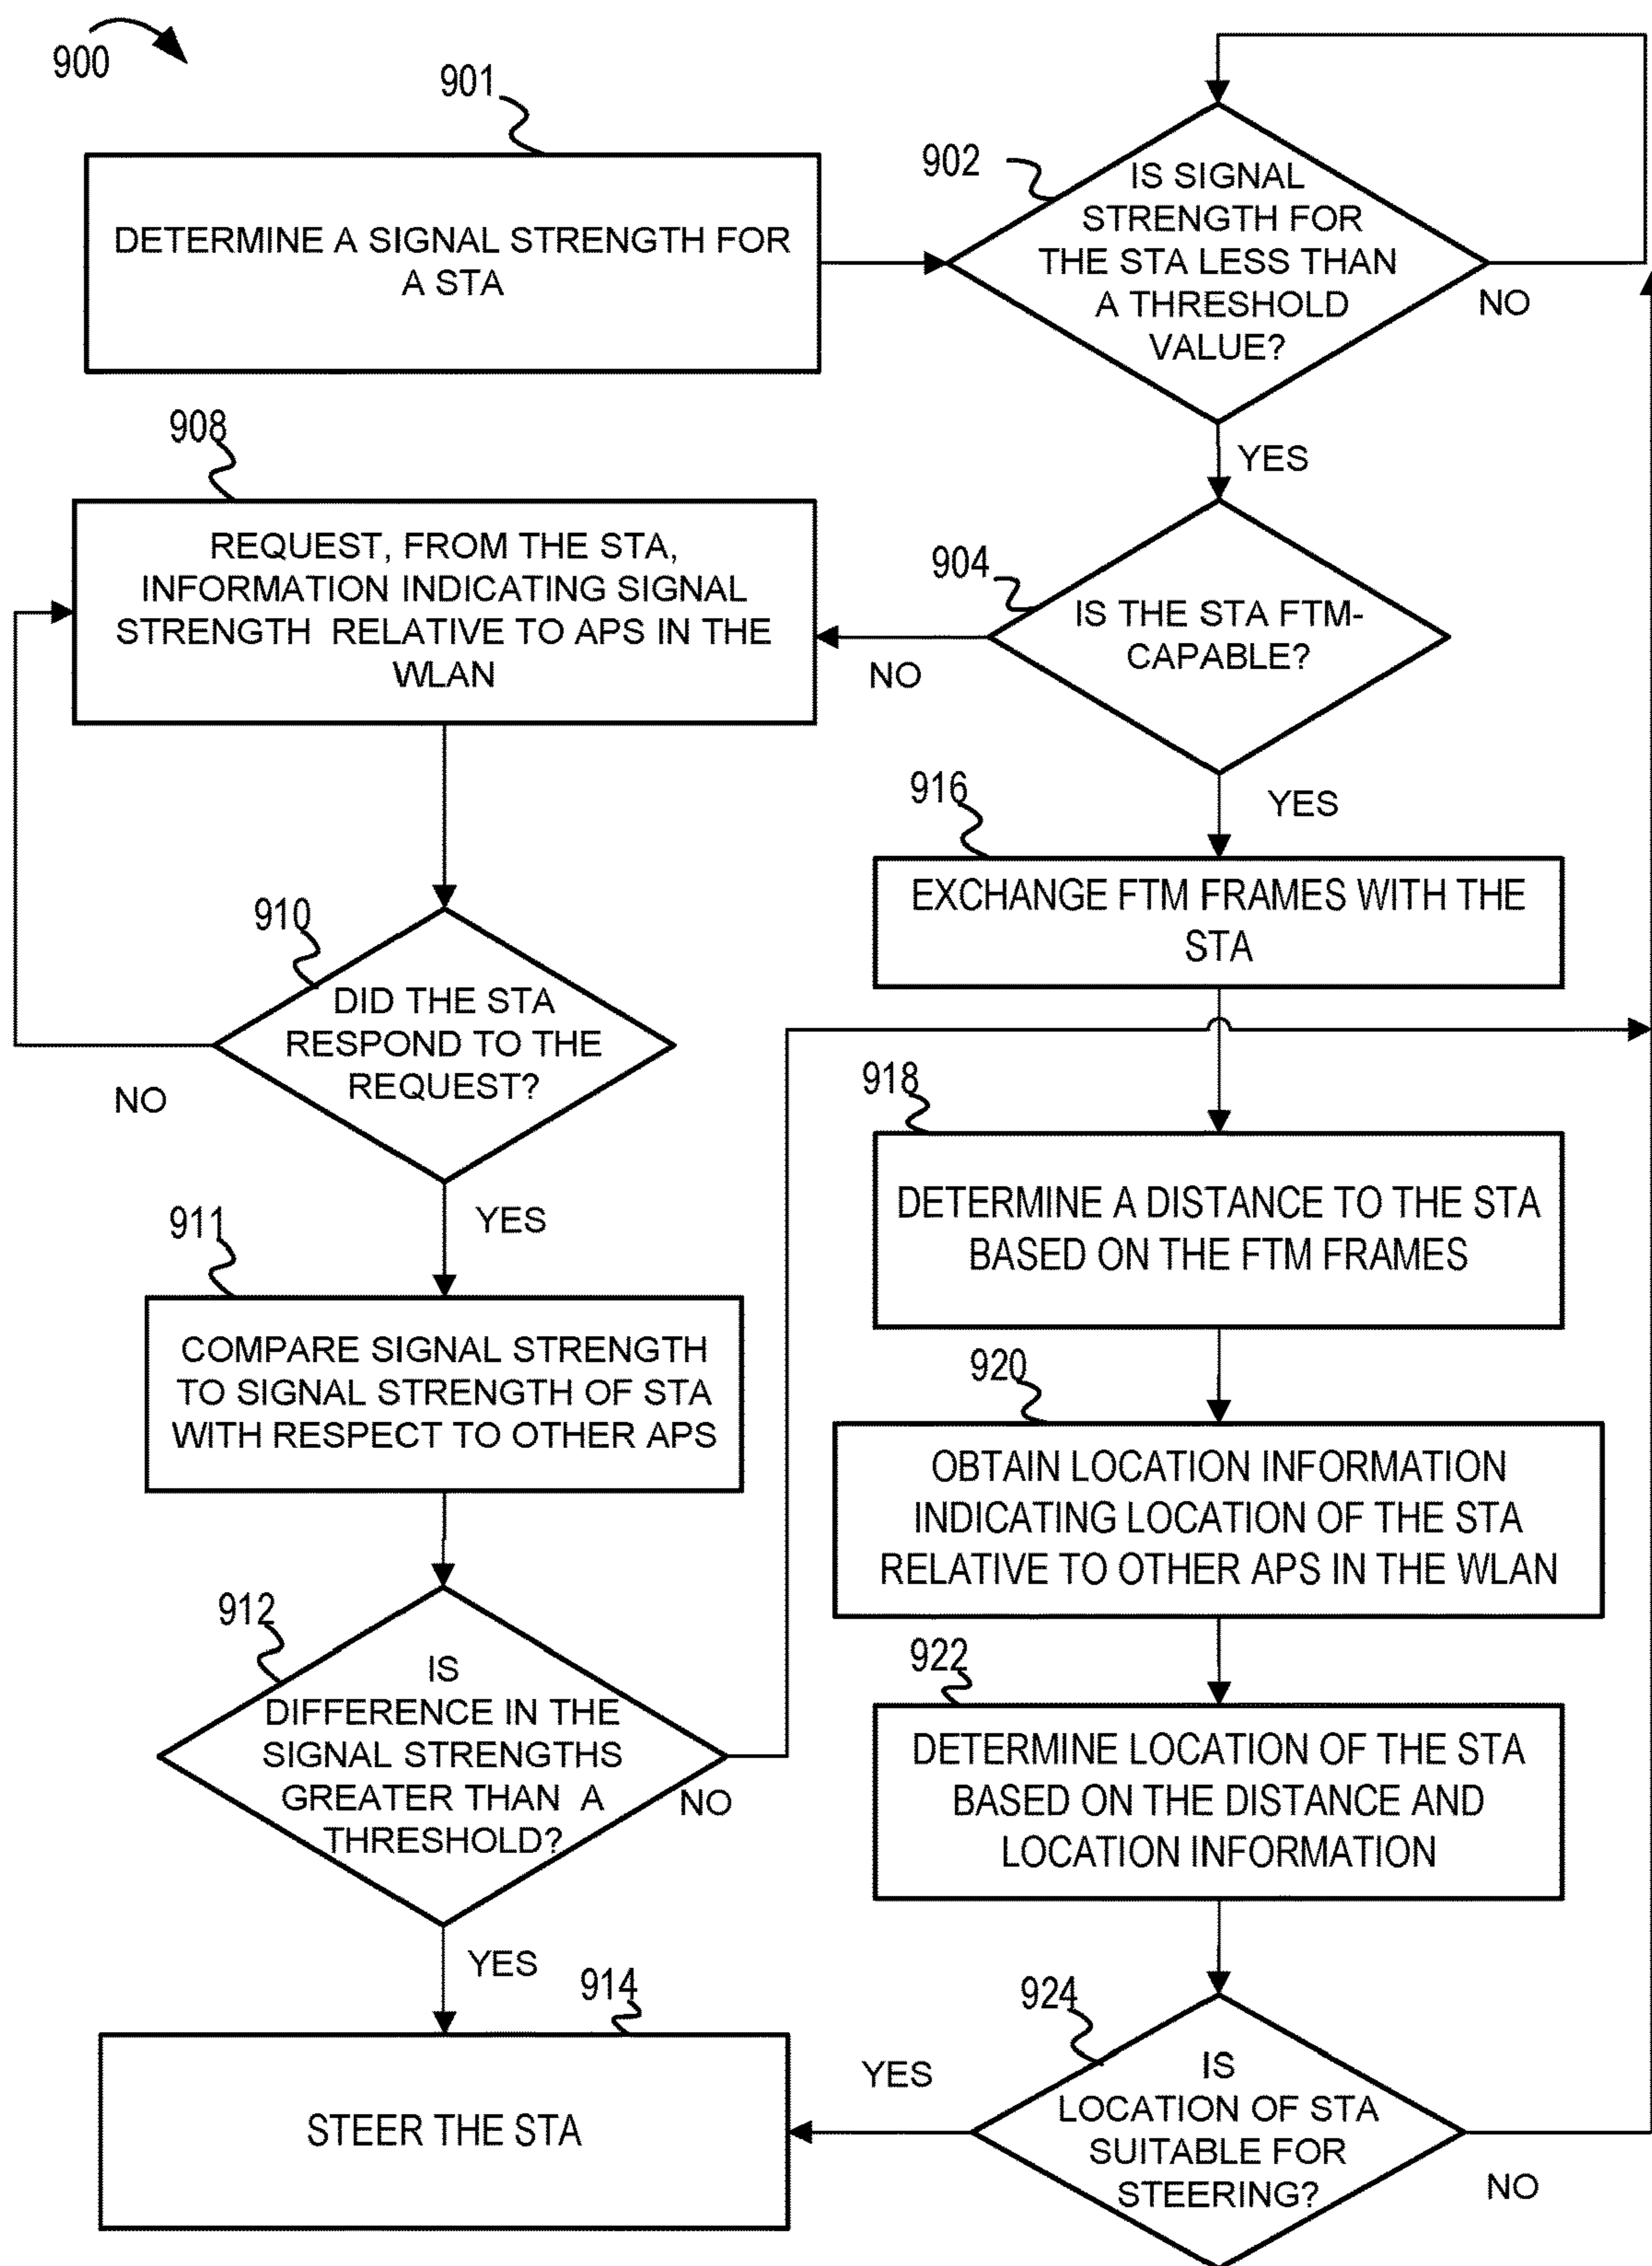 900
901
DETERMINE A SIGNAL STRENGTH FOR
A STA
902
IS SIGNAL
STRENGTH FOR
THE STA LESS THAN
A THRESHOLD
VALUE?
NO
YES
908
REQUEST, FROM THE STA,
INFORMATION INDICATING SIGNAL
STRENGTH RELATIVE TO APS IN THE
WLAN
904
IS THE STA FTM-
CAPABLE?
NO
YES
910
DID THE STA
RESPOND TO THE
REQUEST?
NO
YES
916
EXCHANGE FTM FRAMES WITH THE
STA
918
DETERMINE A DISTANCE TO THE STA
BASED ON THE FTM FRAMES
911
COMPARE SIGNAL STRENGTH
TO SIGNAL STRENGTH OF STA
WITH RESPECT TO OTHER APS
920
OBTAIN LOCATION INFORMATION
INDICATING LOCATION OF THE STA
RELATIVE TO OTHER APS IN THE WLAN
912
IS
DIFFERENCE IN THE
SIGNAL STRENGTHS
GREATER THAN A
THRESHOLD?
NO
YES
922
DETERMINE LOCATION OF THE STA
BASED ON THE DISTANCE AND
LOCATION INFORMATION
914
STEER THE STA
924
IS
LOCATION OF STA
SUITABLE FOR
STEERING?
YES
NO